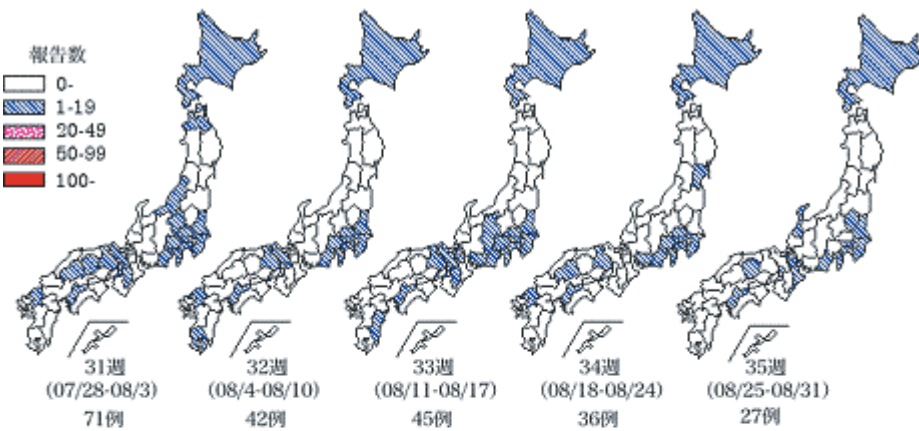 報告数
0-
1-19
20-49
50-99
100-
31週
(07/28-08/3)
71例
32週
(08/4-08/10)
42例
33週
(08/11-08/17)
45例
34週
(08/18-08/24)
36例
35週
(08/25-08/31)
27例